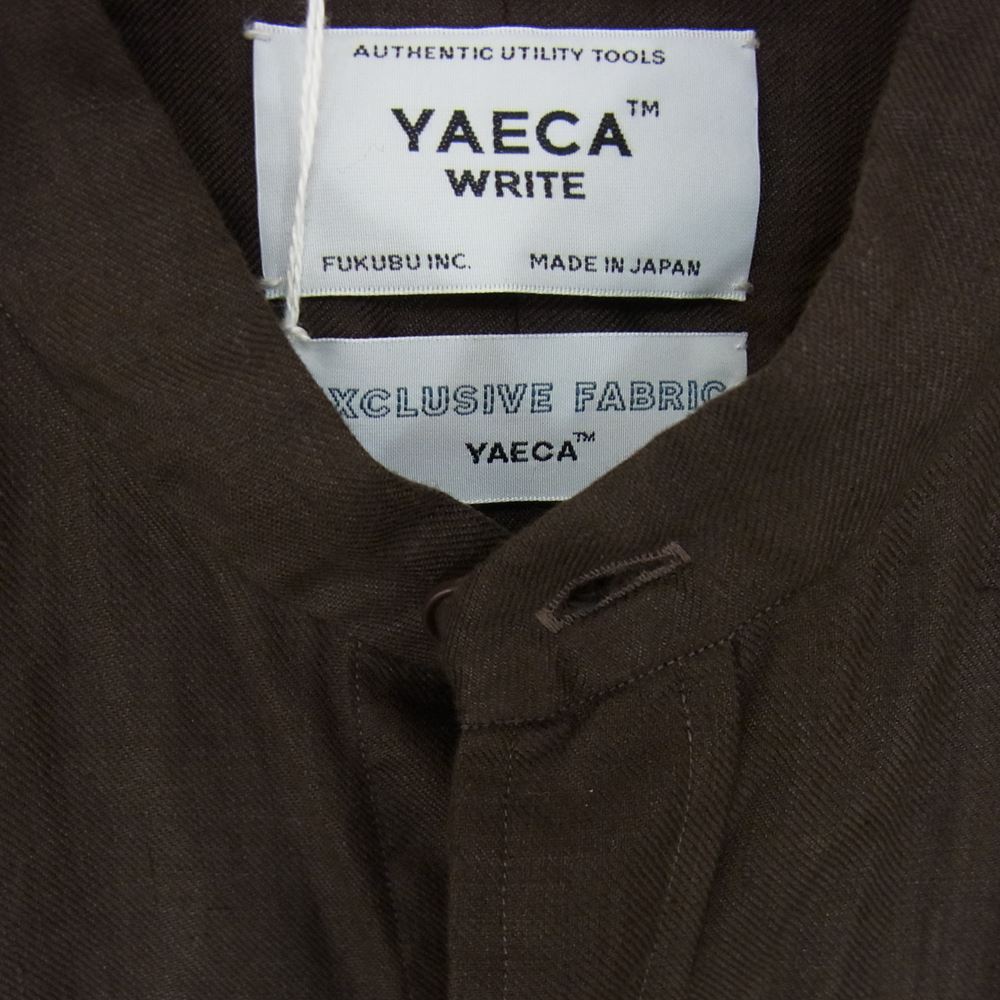 AUTHENTIC UTILITY TOOLS
YAECA™
WRITE
FUKUBU INC. MADE IN JAPAN
XCLUSIVE FABRIC
YAECA™